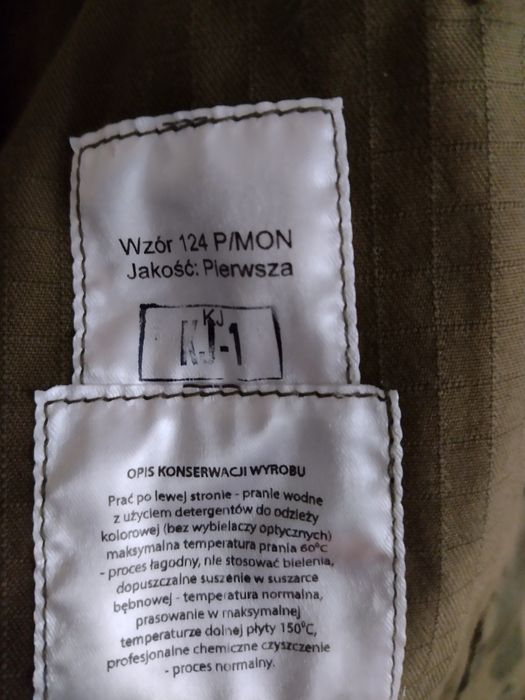 Wzór 124 P/MON
Jakość: Pierwsza
KJ
KJ-1
OPIS KONSERWACJI WYROBU
Prać po lewej stronie - pranie wodne
z użyciem detergentów do odzieży
kolorowej (bez wybielaczy optycznych)
maksymalna temperatura prania 60°C
- proces łagodny, nie stosować bielenia,
dopuszczalne suszenie w suszarce
bębnowej - temperatura normalna,
prasowanie w maksymalnej
temperaturze dolnej płyty 150°C,
profesjonalne chemiczne czyszczenie
- proces normalny.